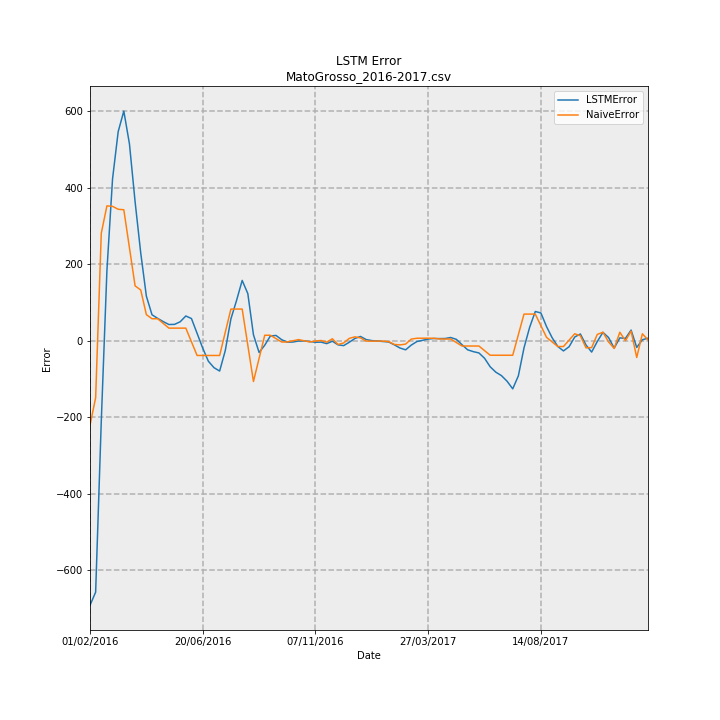 LSTM Error
MatoGrosso_2016-2017.csv
LSTMError
NaiveError
600
400
200
0
−200
−400
−600
Error
01/02/2016
20/06/2016
07/11/2016
27/03/2017
14/08/2017
Date